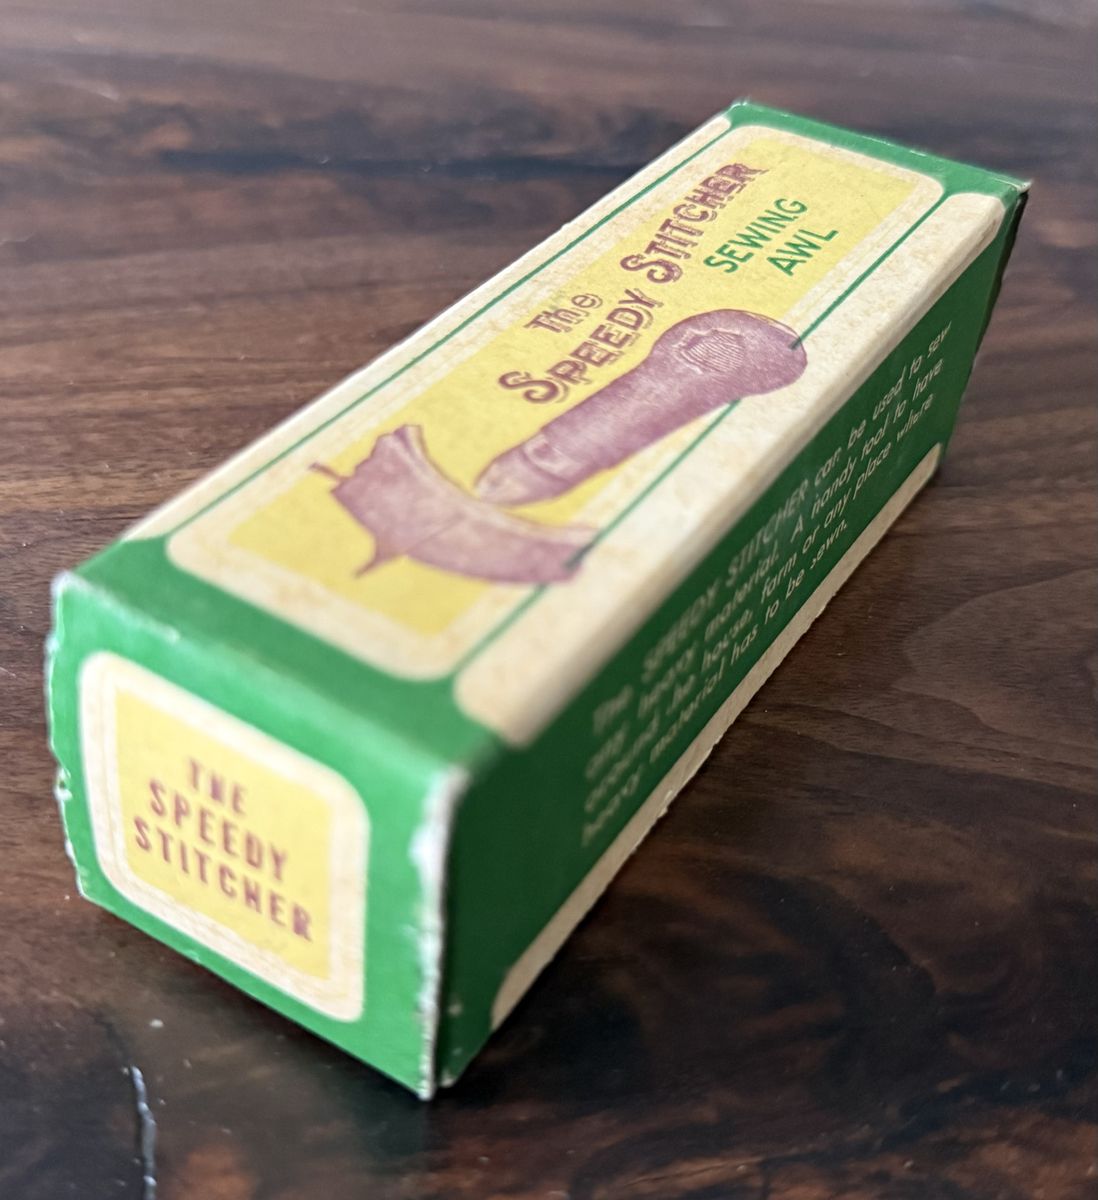 The
SPEEDY STITCHER
SEWING
AWL
The SPEEDY STITCHER can be used to sew
any heavy material. A handy tool to have
around the house, farm or any place where
heavy material has to be sewn.
THE
SPEEDY
STITCHER